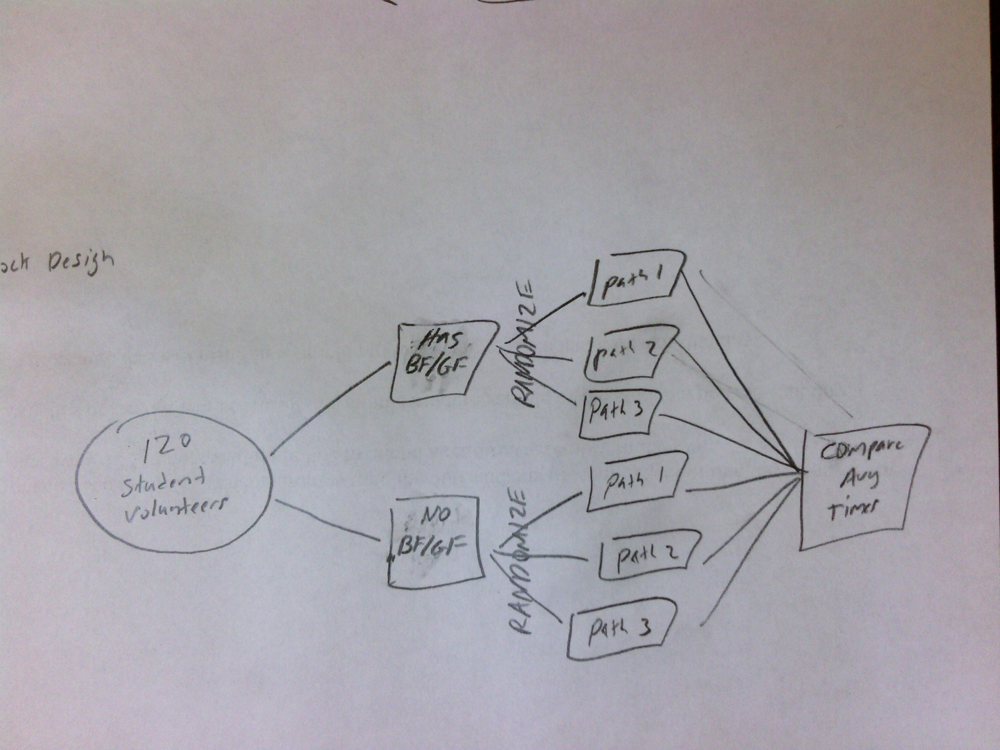 ock Design
120
Student
Volunteers
Has
BF/GF
NO
BF/GF
RANDOMIZE
RANDOMIZE
path 1
path 2
Path 3
path 1
path 2
Path 3
Compare
Avg
Times